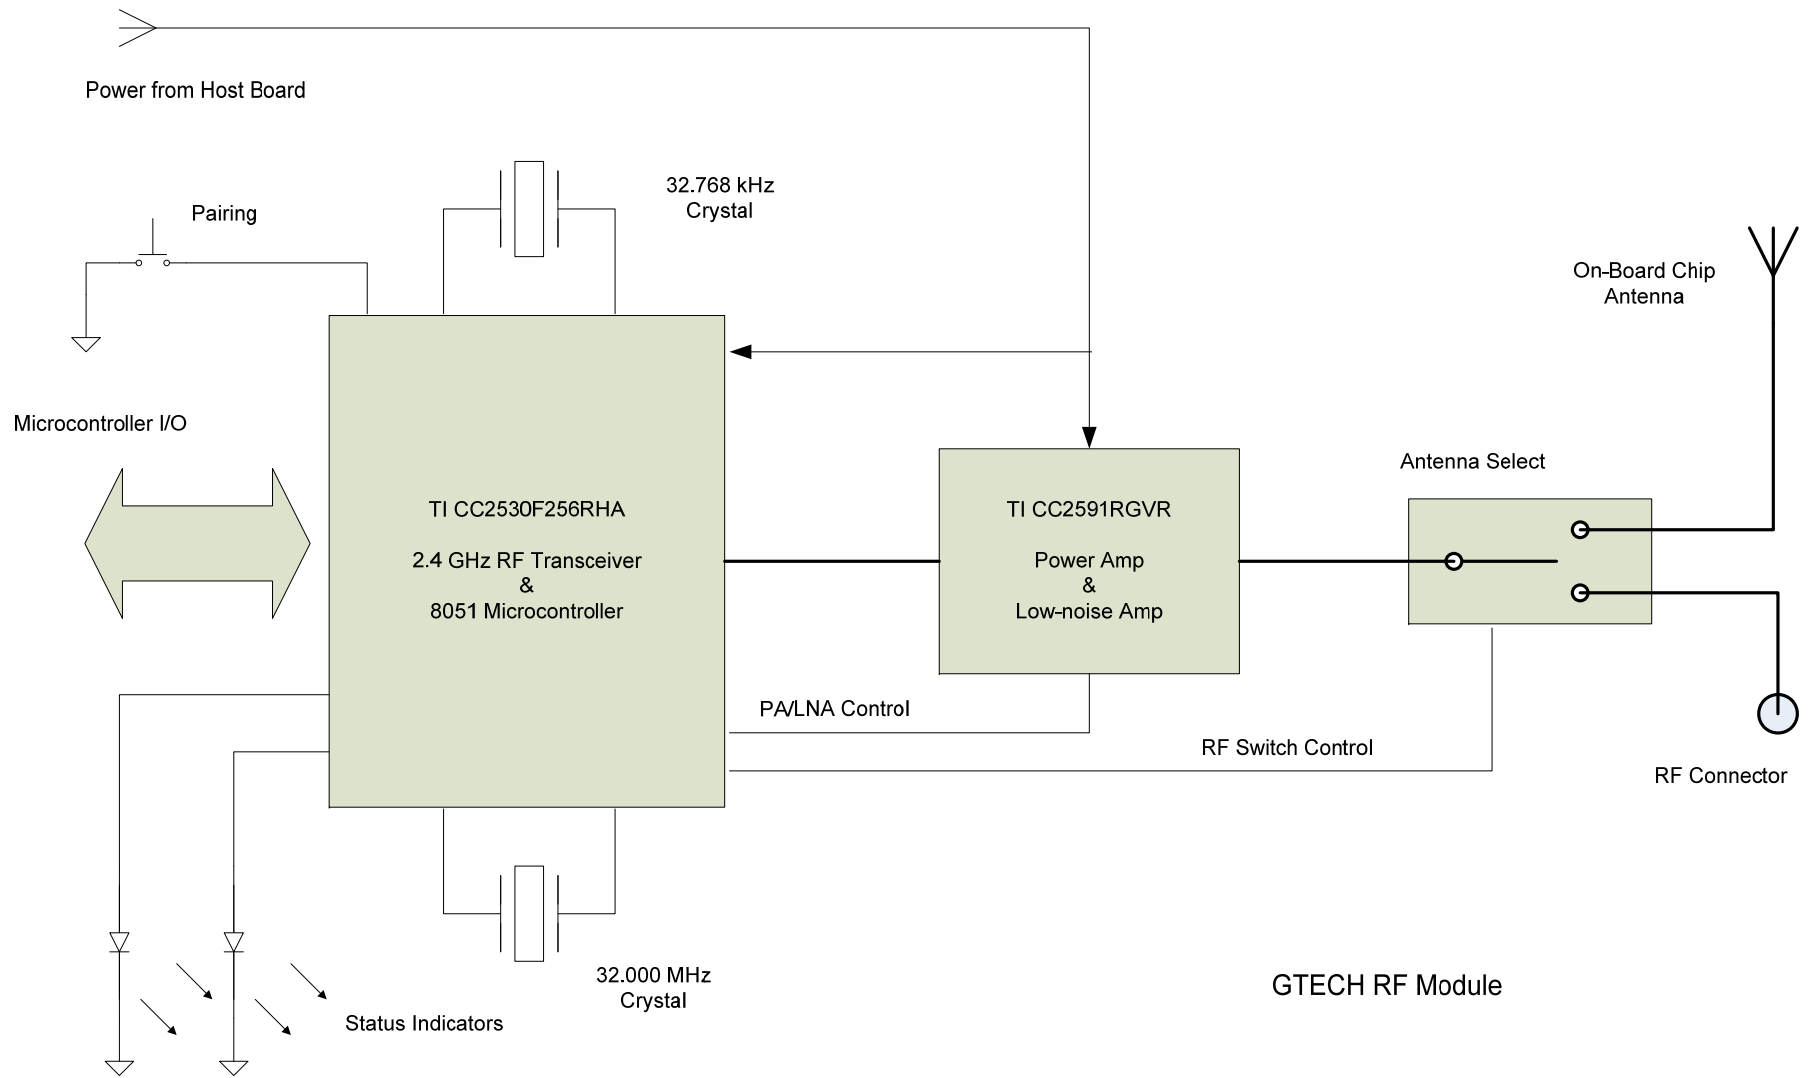 Power from Host Board
32.768 kHz
Crystal
Pairing
On-Board Chip
Antenna
Microcontroller I/O
Antenna Select
TI CC2530F256RHA
2.4 GHz RF Transceiver
&
8051 Microcontroller
TI CC2591RGVR
Power Amp
&
Low-noise Amp
PA/LNA Control
RF Switch Control
RF Connector
32.000 MHz
Crystal
Status Indicators
GTECH RF Module